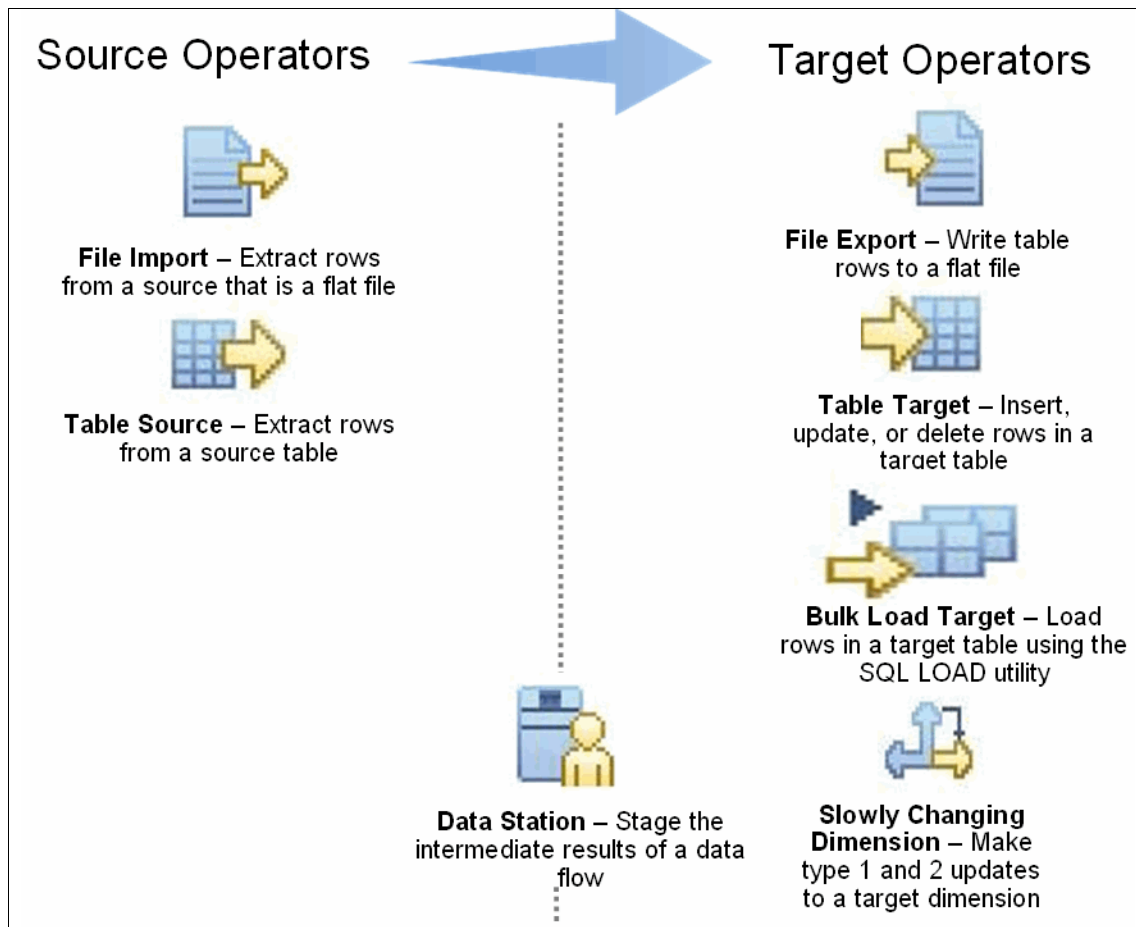 Source Operators
Target Operators
File Import – Extract rows
from a source that is a flat file
Table Source – Extract rows
from a source table
File Export – Write table
rows to a flat file
Table Target – Insert,
update, or delete rows in a
target table
Bulk Load Target – Load
rows in a target table using the
SQL LOAD utility
Data Station – Stage the
intermediate results of a data
flow
Slowly Changing
Dimension – Make
type 1 and 2 updates
to a target dimension